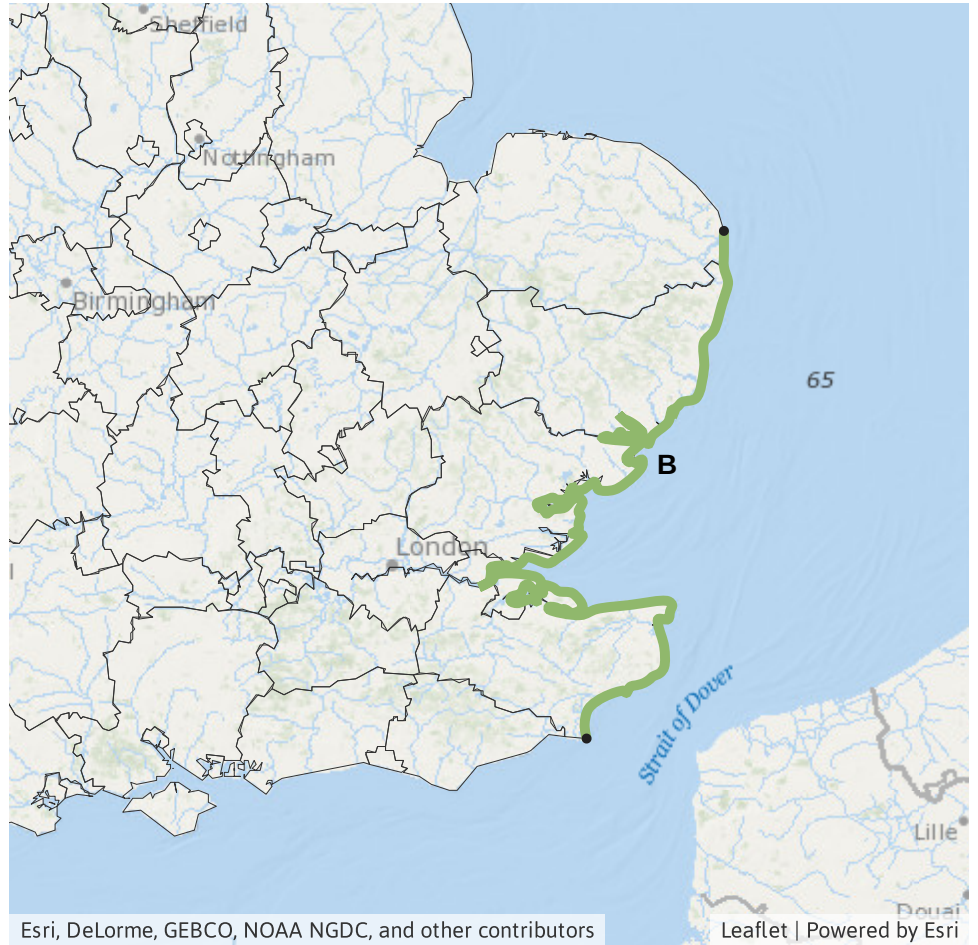 Sheffield
Nottingham
Birmingham
65
B
London
l
Strait of Dover
Lille
Douai
Esri, DeLorme, GEBCO, NOAA NGDC, and other contributors
Leaflet | Powered by Esri